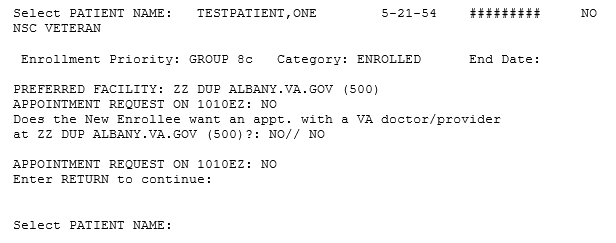 Select PATIENT NAME:   TESTPATIENT,ONE        5-21-54    #########     NO
NSC VETERAN
 Enrollment Priority: GROUP 8c   Category: ENROLLED      End Date:
PREFERRED FACILITY: ZZ DUP ALBANY.VA.GOV (500)
APPOINTMENT REQUEST ON 1010EZ: NO
Does the New Enrollee want an appt. with a VA doctor/provider
at ZZ DUP ALBANY.VA.GOV (500)?: NO// NO
APPOINTMENT REQUEST ON 1010EZ: NO
Enter RETURN to continue:
Select PATIENT NAME: